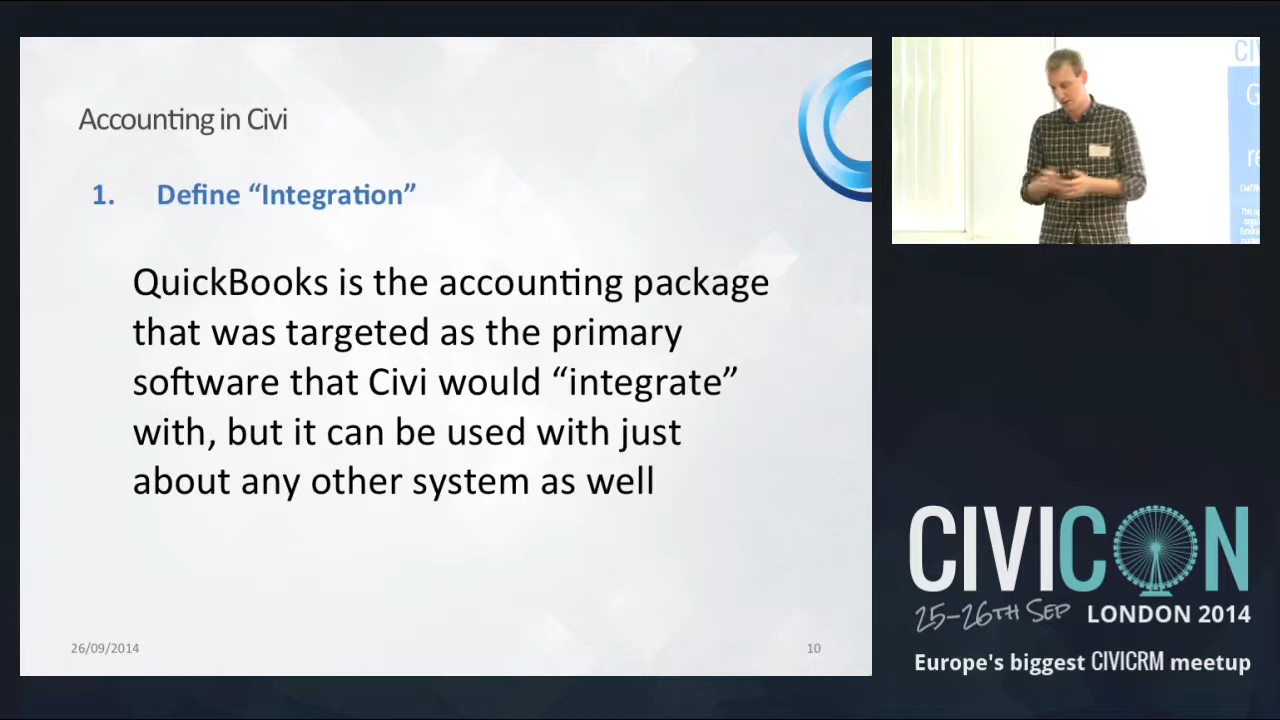 Accounting in Civi
1. Define “Integration”
QuickBooks is the accounting package
that was targeted as the primary
software that Civi would “integrate”
with, but it can be used with just
about any other system as well
26/09/2014
10
CIVICON
25-26TH SEP LONDON 2014
Europe's biggest CIVICRM meetup